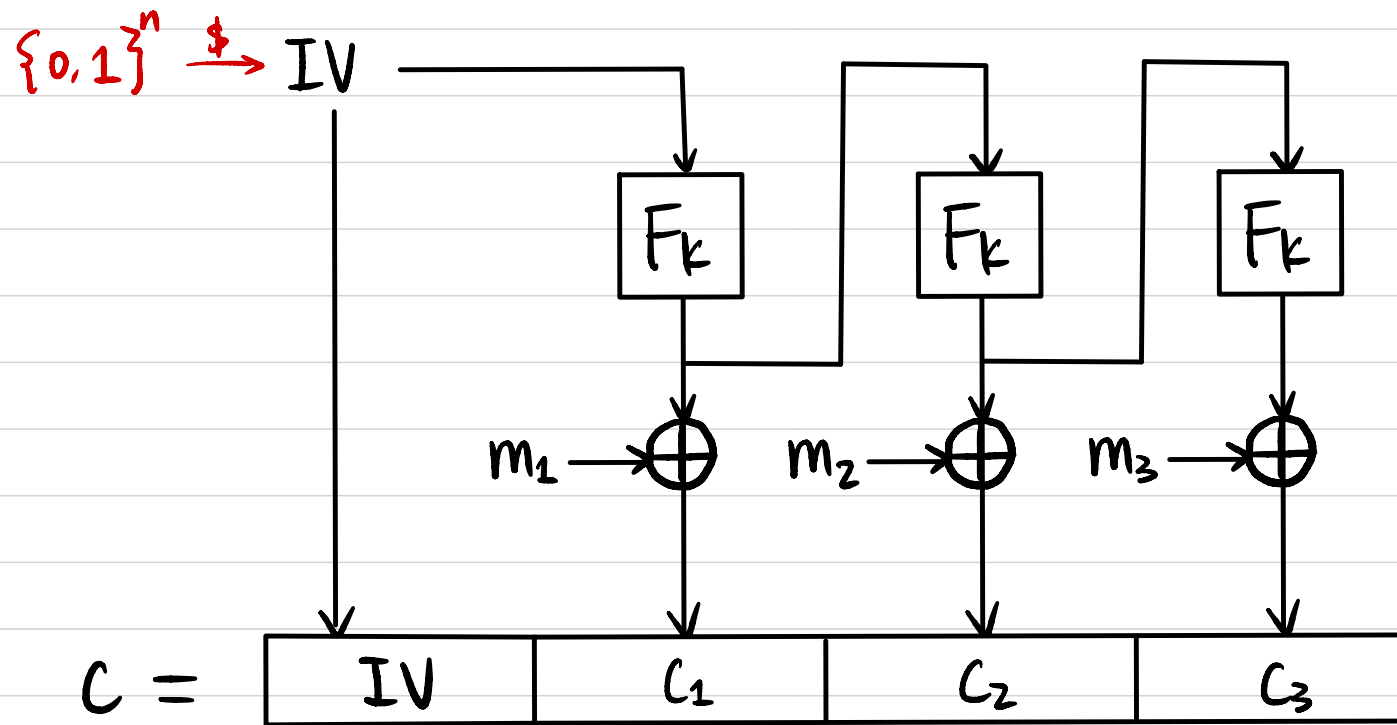 {0,1}ⁿ $ IV
Fk Fk Fk
m1 m2 m3
C = IV C1 C2 C3